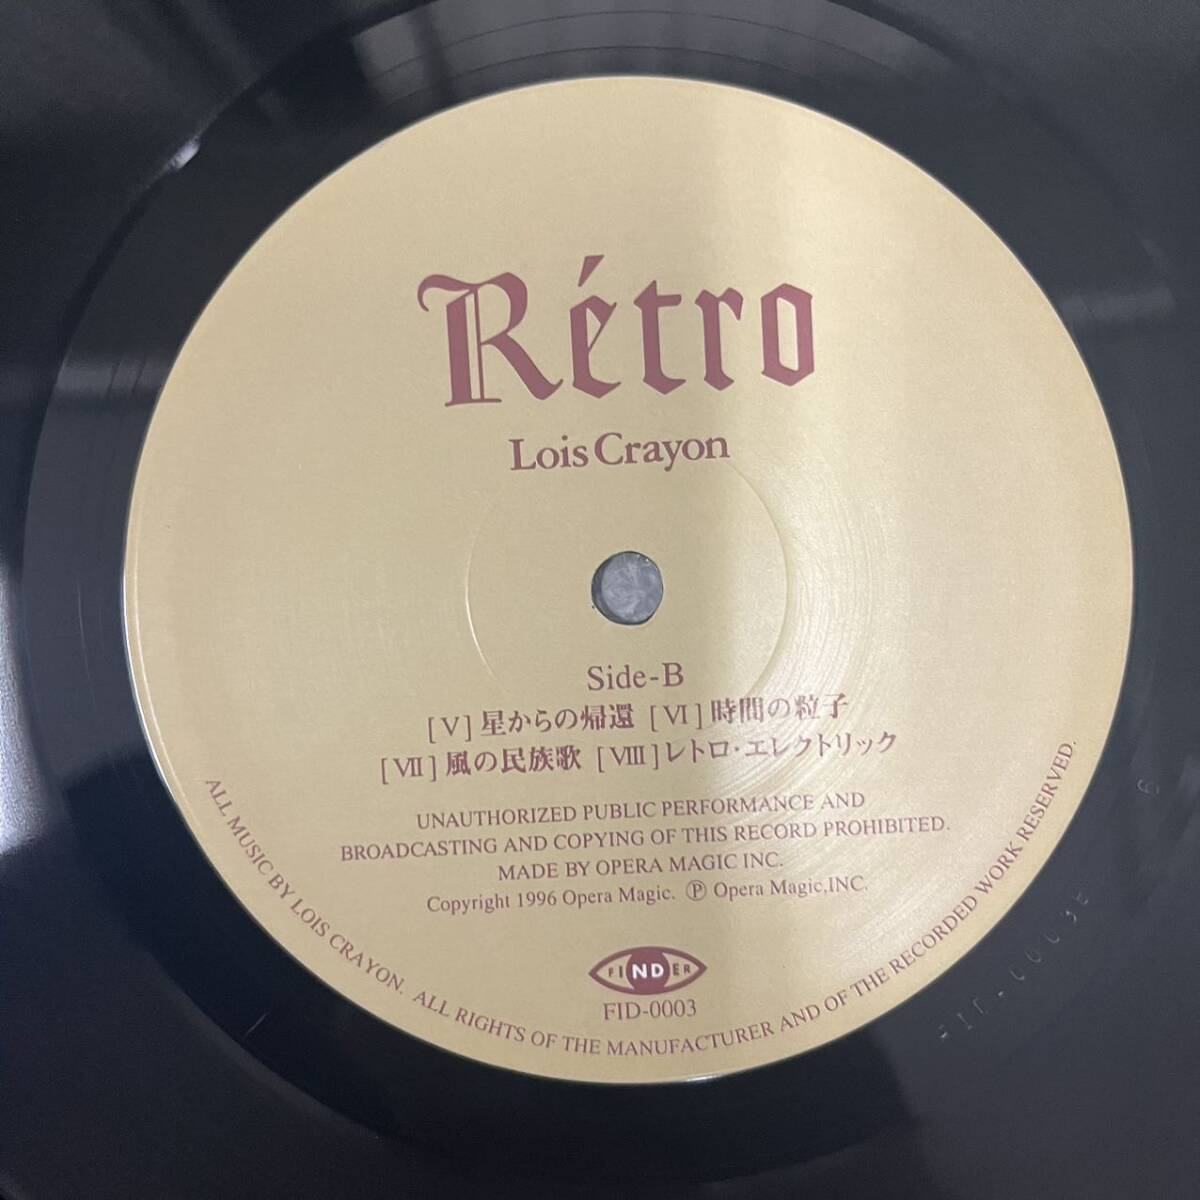 Rétro
Lois Crayon
Side-B
[Ⅴ] 星からの帰還 [Ⅵ] 時間の粒子
[Ⅶ] 風の民族歌 [Ⅷ] レトロ・エレクトリック
UNAUTHORIZED PUBLIC PERFORMANCE AND
BROADCASTING AND COPYING OF THIS RECORD PROHIBITED.
MADE BY OPERA MAGIC INC.
Copyright 1996 Opera Magic. Ⓟ Opera Magic,INC.
FINDER
FID-0003
ALL MUSIC BY LOIS CRAYON. ALL RIGHTS OF THE MANUFACTURER AND OF THE RECORDED WORK RESERVED.